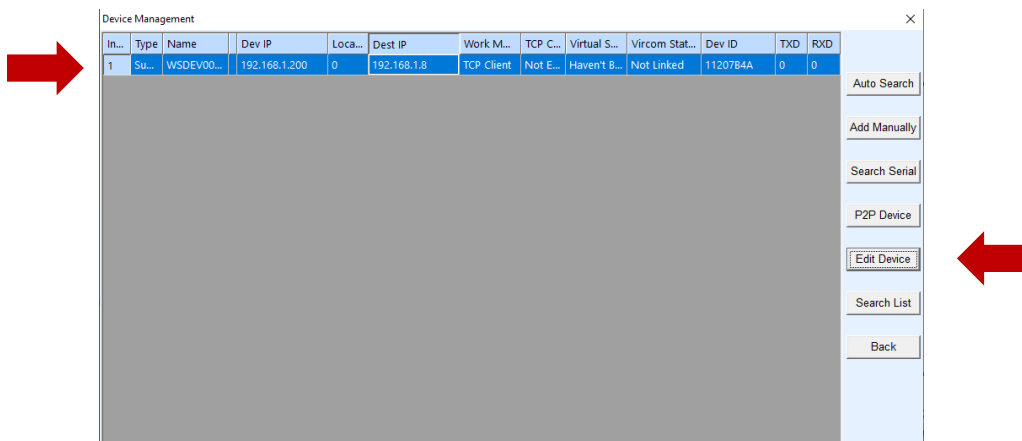 Device Management
In... Type Name Dev IP Loca... Dest IP Work M... TCP C... Virtual S... Vircom Stat... Dev ID TXD RXD
1 Su... WSDEV00... 192.168.1.200 0 192.168.1.8 TCP Client Not E... Haven't B... Not Linked 11207B4A 0 0
Auto Search
Add Manually
Search Serial
P2P Device
Edit Device
Search List
Back